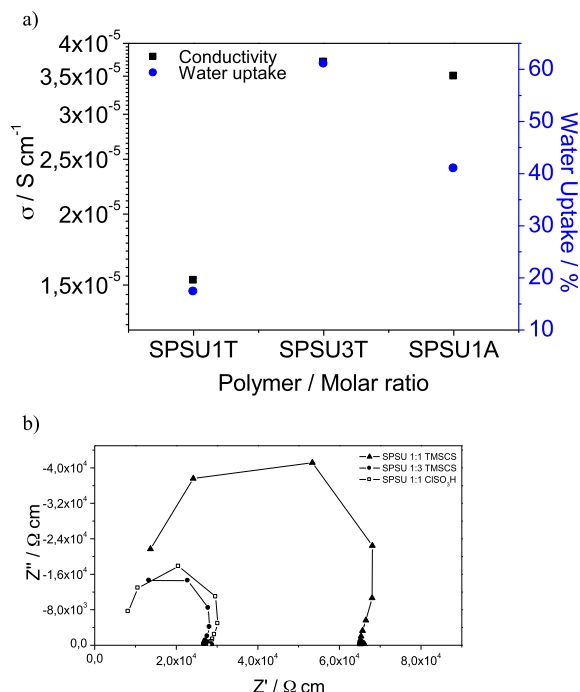 a)
4x10⁻⁵
3,5x10⁻⁵
3x10⁻⁵
2,5x10⁻⁵
2x10⁻⁵
1,5x10⁻⁵
σ / S cm⁻¹
Conductivity
Water uptake
60
50
40
30
20
10
Water Uptake / %
SPSU1T SPSU3T SPSU1A
Polymer / Molar ratio
b)
-4,0x10⁴
-3,2x10⁴
-2,4x10⁴
-1,6x10⁴
-8,0x10³
0,0
Z'' / Ω cm
SPSU 1:1 TMSCS
SPSU 1:3 TMSCS
SPSU 1:1 ClSO₃H
0,0 2,0x10⁴ 4,0x10⁴ 6,0x10⁴ 8,0x10⁴
Z' / Ω cm